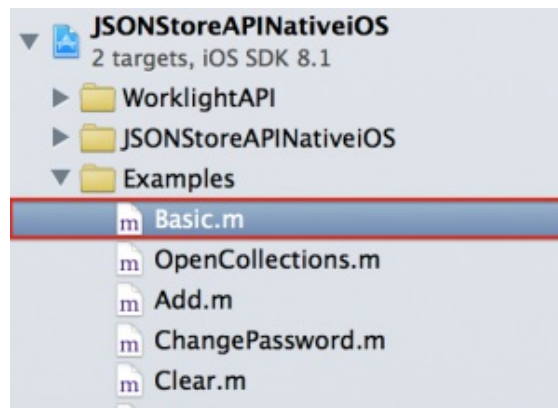 JSONStoreAPINativeiOS
2 targets, iOS SDK 8.1
WorklightAPI
JSONStoreAPINativeiOS
Examples
m Basic.m
m OpenCollections.m
m Add.m
m ChangePassword.m
m Clear.m